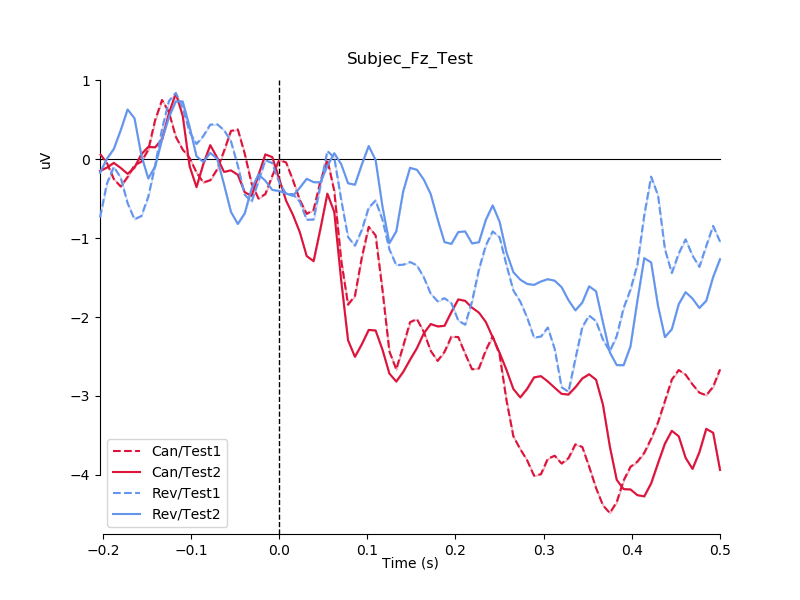 Subjec_Fz_Test
uV
1
0
−1
−2
−3
−4
Can/Test1
Can/Test2
Rev/Test1
Rev/Test2
−0.2 −0.1 0.0 0.1 0.2 0.3 0.4 0.5
Time (s)